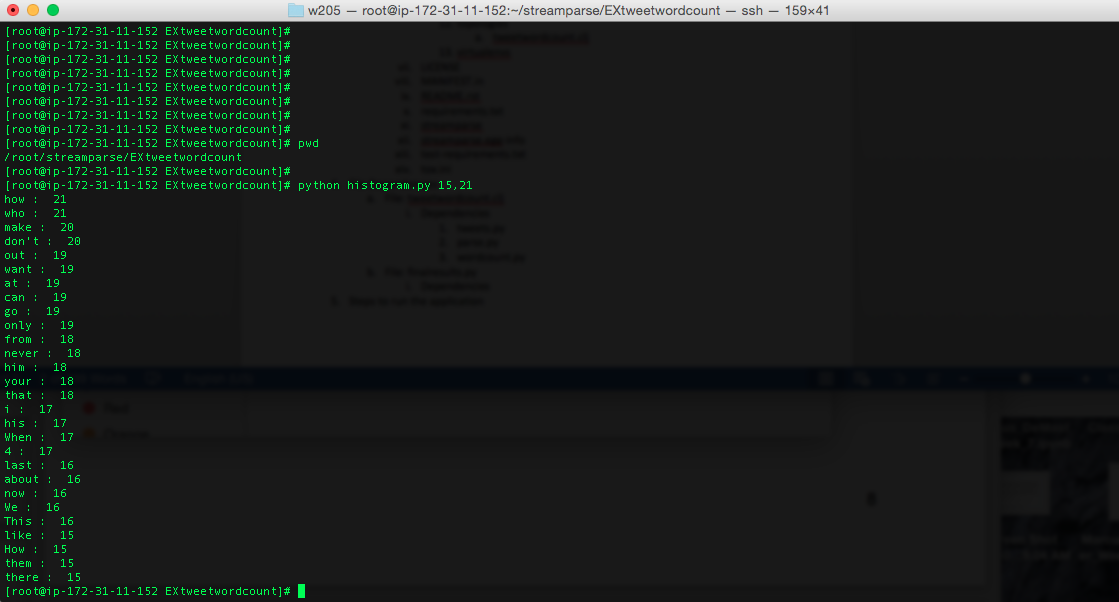 w205 — root@ip-172-31-11-152:~/streamparse/EXtweetwordcount — ssh — 159×41
[root@ip-172-31-11-152 EXtweetwordcount]#
[root@ip-172-31-11-152 EXtweetwordcount]#
[root@ip-172-31-11-152 EXtweetwordcount]#
[root@ip-172-31-11-152 EXtweetwordcount]#
[root@ip-172-31-11-152 EXtweetwordcount]#
[root@ip-172-31-11-152 EXtweetwordcount]#
[root@ip-172-31-11-152 EXtweetwordcount]#
[root@ip-172-31-11-152 EXtweetwordcount]#
[root@ip-172-31-11-152 EXtweetwordcount]# pwd
/root/streamparse/EXtweetwordcount
[root@ip-172-31-11-152 EXtweetwordcount]#
[root@ip-172-31-11-152 EXtweetwordcount]# python histogram.py 15,21
how :  21
who :  21
make :  20
don't :  20
out :  19
want :  19
at :  19
can :  19
go :  19
only :  19
from :  18
never :  18
him :  18
your :  18
that :  18
i :  17
his :  17
When :  17
4 :  17
last :  16
about :  16
now :  16
We :  16
This :  16
like :  15
How :  15
them :  15
there :  15
[root@ip-172-31-11-152 EXtweetwordcount]#